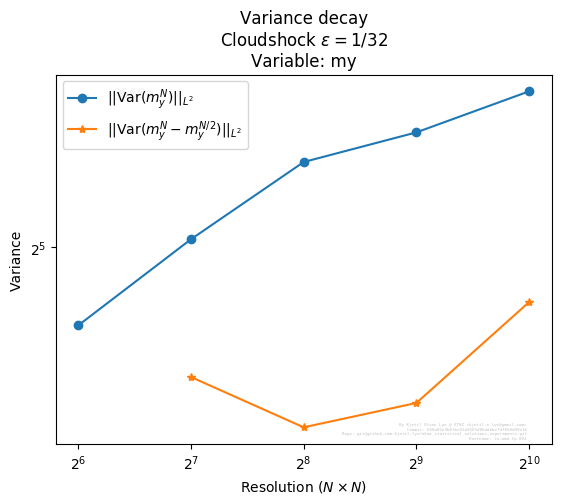 Variance decay
Cloudshock ε = 1/32
Variable: my
||Var(m_y^N)||_{L^2}
||Var(m_y^N − m_y^{N/2})||_{L^2}
Variance
2^5
2^6 2^7 2^8 2^9 2^10
Resolution (N × N)